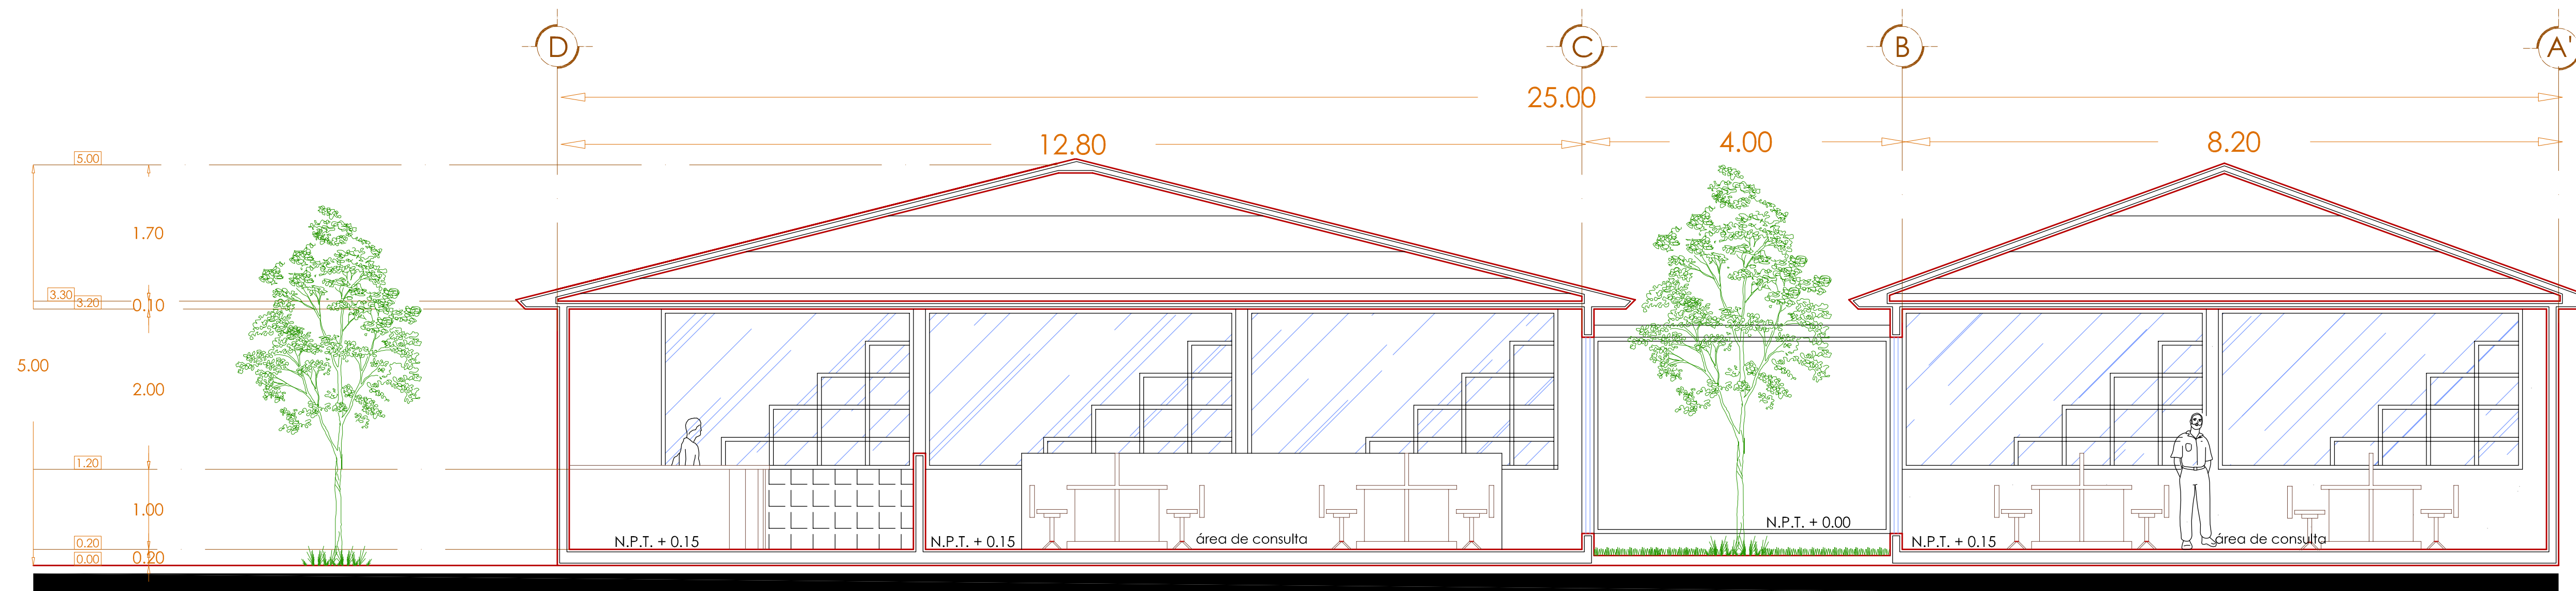 D
C
B
A'
25.00
12.80
4.00
8.20
5.00
1.70
3.30
3.20
0.10
5.00
2.00
1.20
1.00
0.20
0.00
0.20
N.P.T. + 0.15
N.P.T. + 0.15
área de consulta
N.P.T. + 0.00
N.P.T. + 0.15
área de consulta